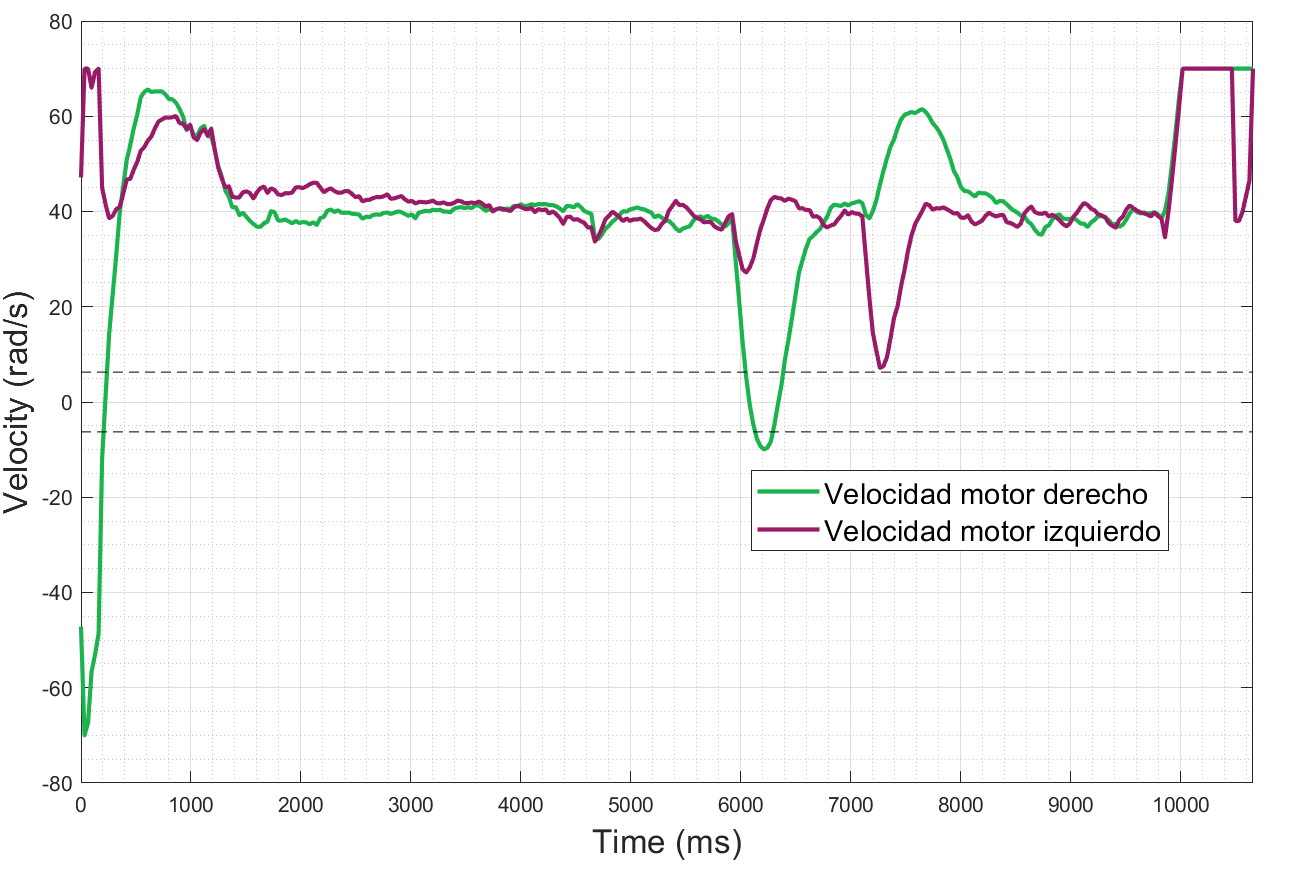 80
60
40
20
0
-20
-40
-60
-80
Velocity (rad/s)
Velocidad motor derecho
Velocidad motor izquierdo
0 1000 2000 3000 4000 5000 6000 7000 8000 9000 10000
Time (ms)